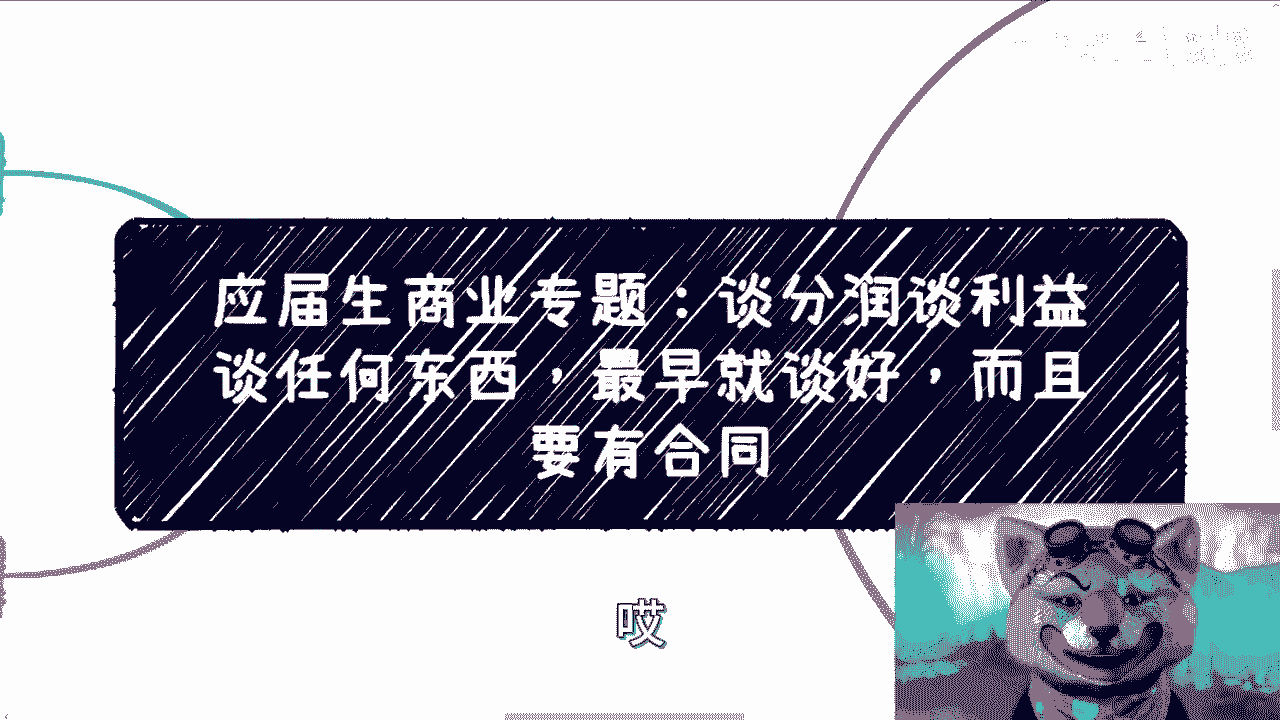 应届生商业专题：谈分润谈利益
谈任何东西，最早就谈好，而且
要有合同
哎